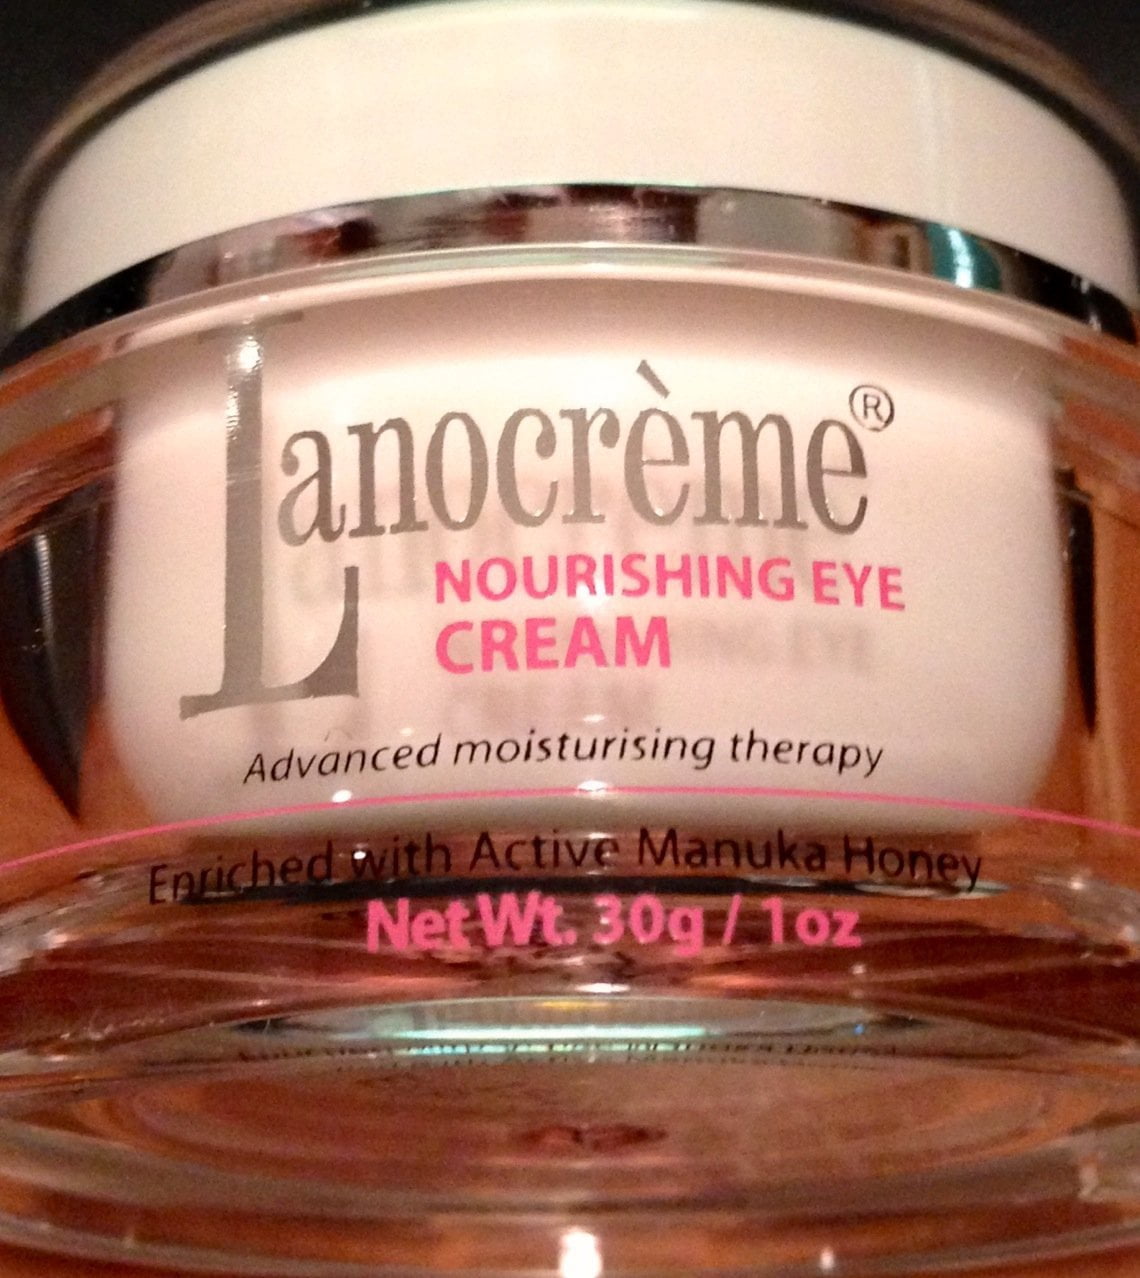 Lanocrème®
NOURISHING EYE
CREAM
Advanced moisturising therapy
Enriched with Active Manuka Honey
Net Wt. 30g / 1oz